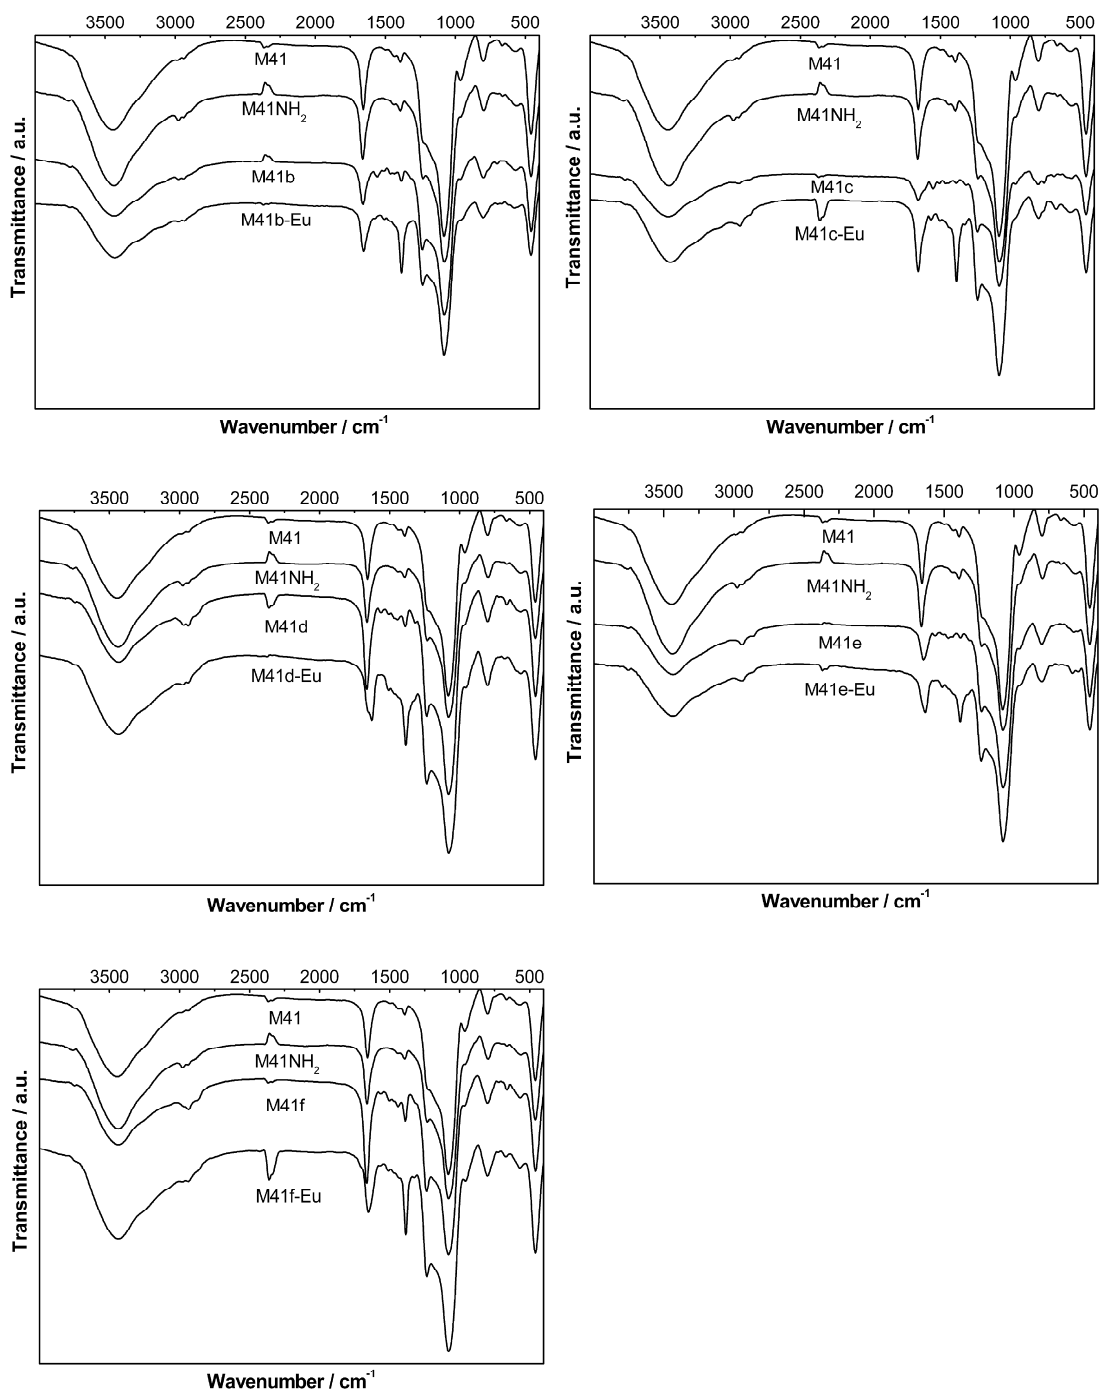 3500 3000 2500 2000 1500 1000 500
M41
M41NH2
M41b
M41b-Eu
Transmittance / a.u.
Wavenumber / cm-1
3500 3000 2500 2000 1500 1000 500
M41
M41NH2
M41c
M41c-Eu
Transmittance / a.u.
Wavenumber / cm-1
3500 3000 2500 2000 1500 1000 500
M41
M41NH2
M41d
M41d-Eu
Transmittance / a.u.
Wavenumber / cm-1
3500 3000 2500 2000 1500 1000 500
M41
M41NH2
M41e
M41e-Eu
Transmittance / a.u.
Wavenumber / cm-1
3500 3000 2500 2000 1500 1000 500
M41
M41NH2
M41f
M41f-Eu
Transmittance / a.u.
Wavenumber / cm-1